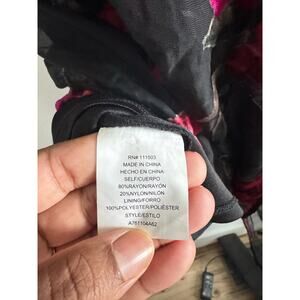 RN# 111503
MADE IN CHINA
HECHO EN CHINA
SELF/CUERPO
80%RAYON/RAYÓN
20%NYLON/NILÓN
LINING/FORRO
100%POLYESTER/POLIÉSTER
STYLE/ESTILO
A761104A62